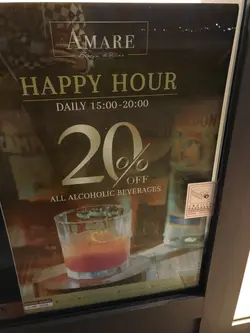 AMARE
HAPPY HOUR
DAILY 15:00-20:00
20% OFF
ALL ALCOHOLIC BEVERAGES